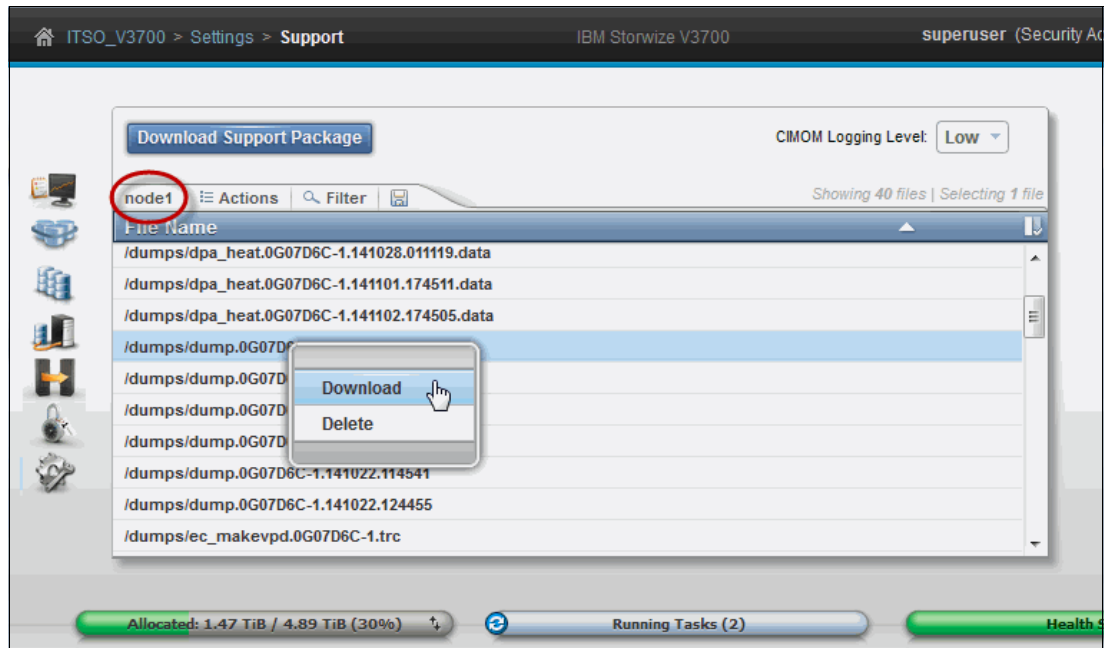 ITSO_V3700 > Settings > Support IBM Storwize V3700 superuser (Security
Download Support Package CIMOM Logging Level: Low
node1 Actions Filter Showing 40 files | Selecting 1 file
File Name
/dumps/dpa_heat.0G07D6C-1.141028.011119.data
/dumps/dpa_heat.0G07D6C-1.141101.174511.data
/dumps/dpa_heat.0G07D6C-1.141102.174505.data
/dumps/dump.0G07D6
/dumps/dump.0G07D
Download
/dumps/dump.0G07D
Delete
/dumps/dump.0G07D
/dumps/dump.0G07D6C-1.141022.114541
/dumps/dump.0G07D6C-1.141022.124455
/dumps/ec_makevpd.0G07D6C-1.trc
Allocated: 1.47 TiB / 4.89 TiB (30%) Running Tasks (2) Health